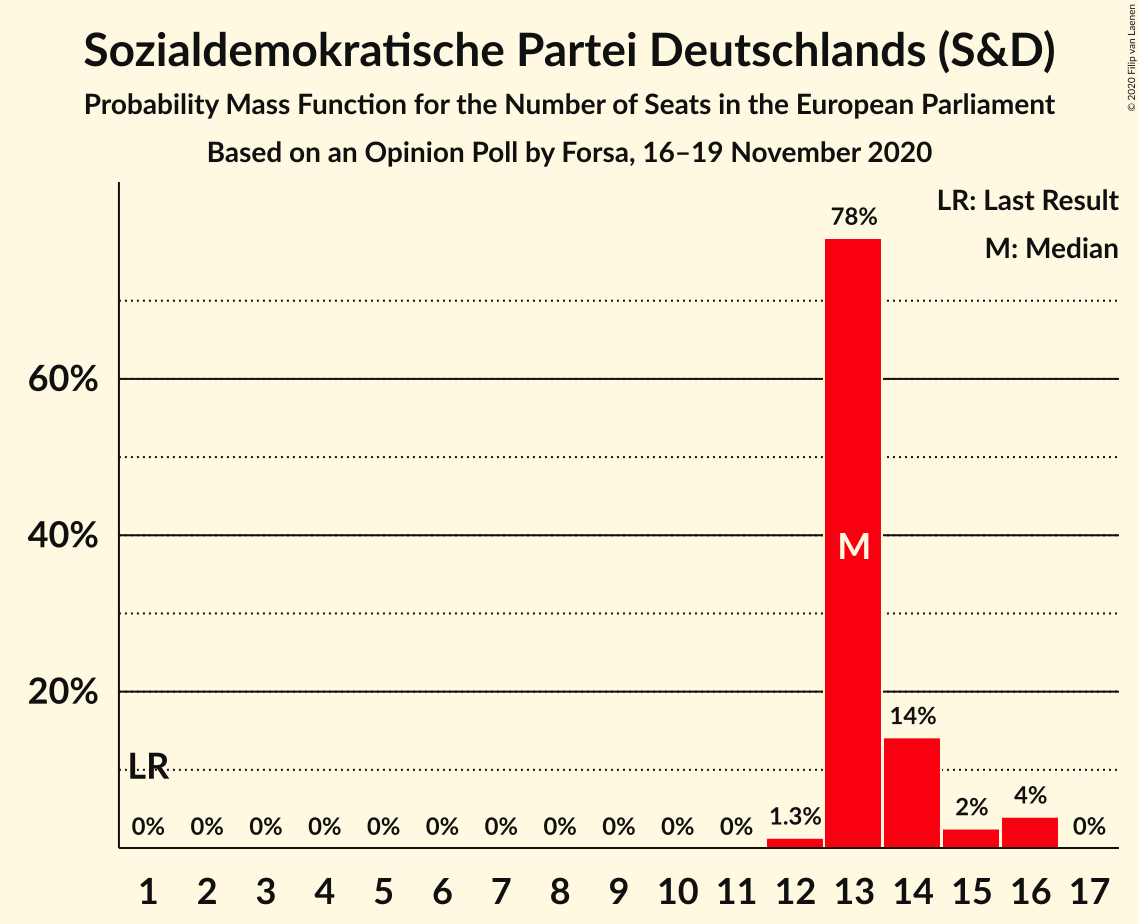 Sozialdemokratische Partei Deutschlands (S&D)
Probability Mass Function for the Number of Seats in the European Parliament
Based on an Opinion Poll by Forsa, 16–19 November 2020
© 2020 Filip van Laenen
LR: Last Result
M: Median
78%
60%
40%
M
20%
14%
LR
0% 0% 0% 0% 0% 0% 0% 0% 0% 0% 0% 1.3% 2% 4% 0%
1 2 3 4 5 6 7 8 9 10 11 12 13 14 15 16 17